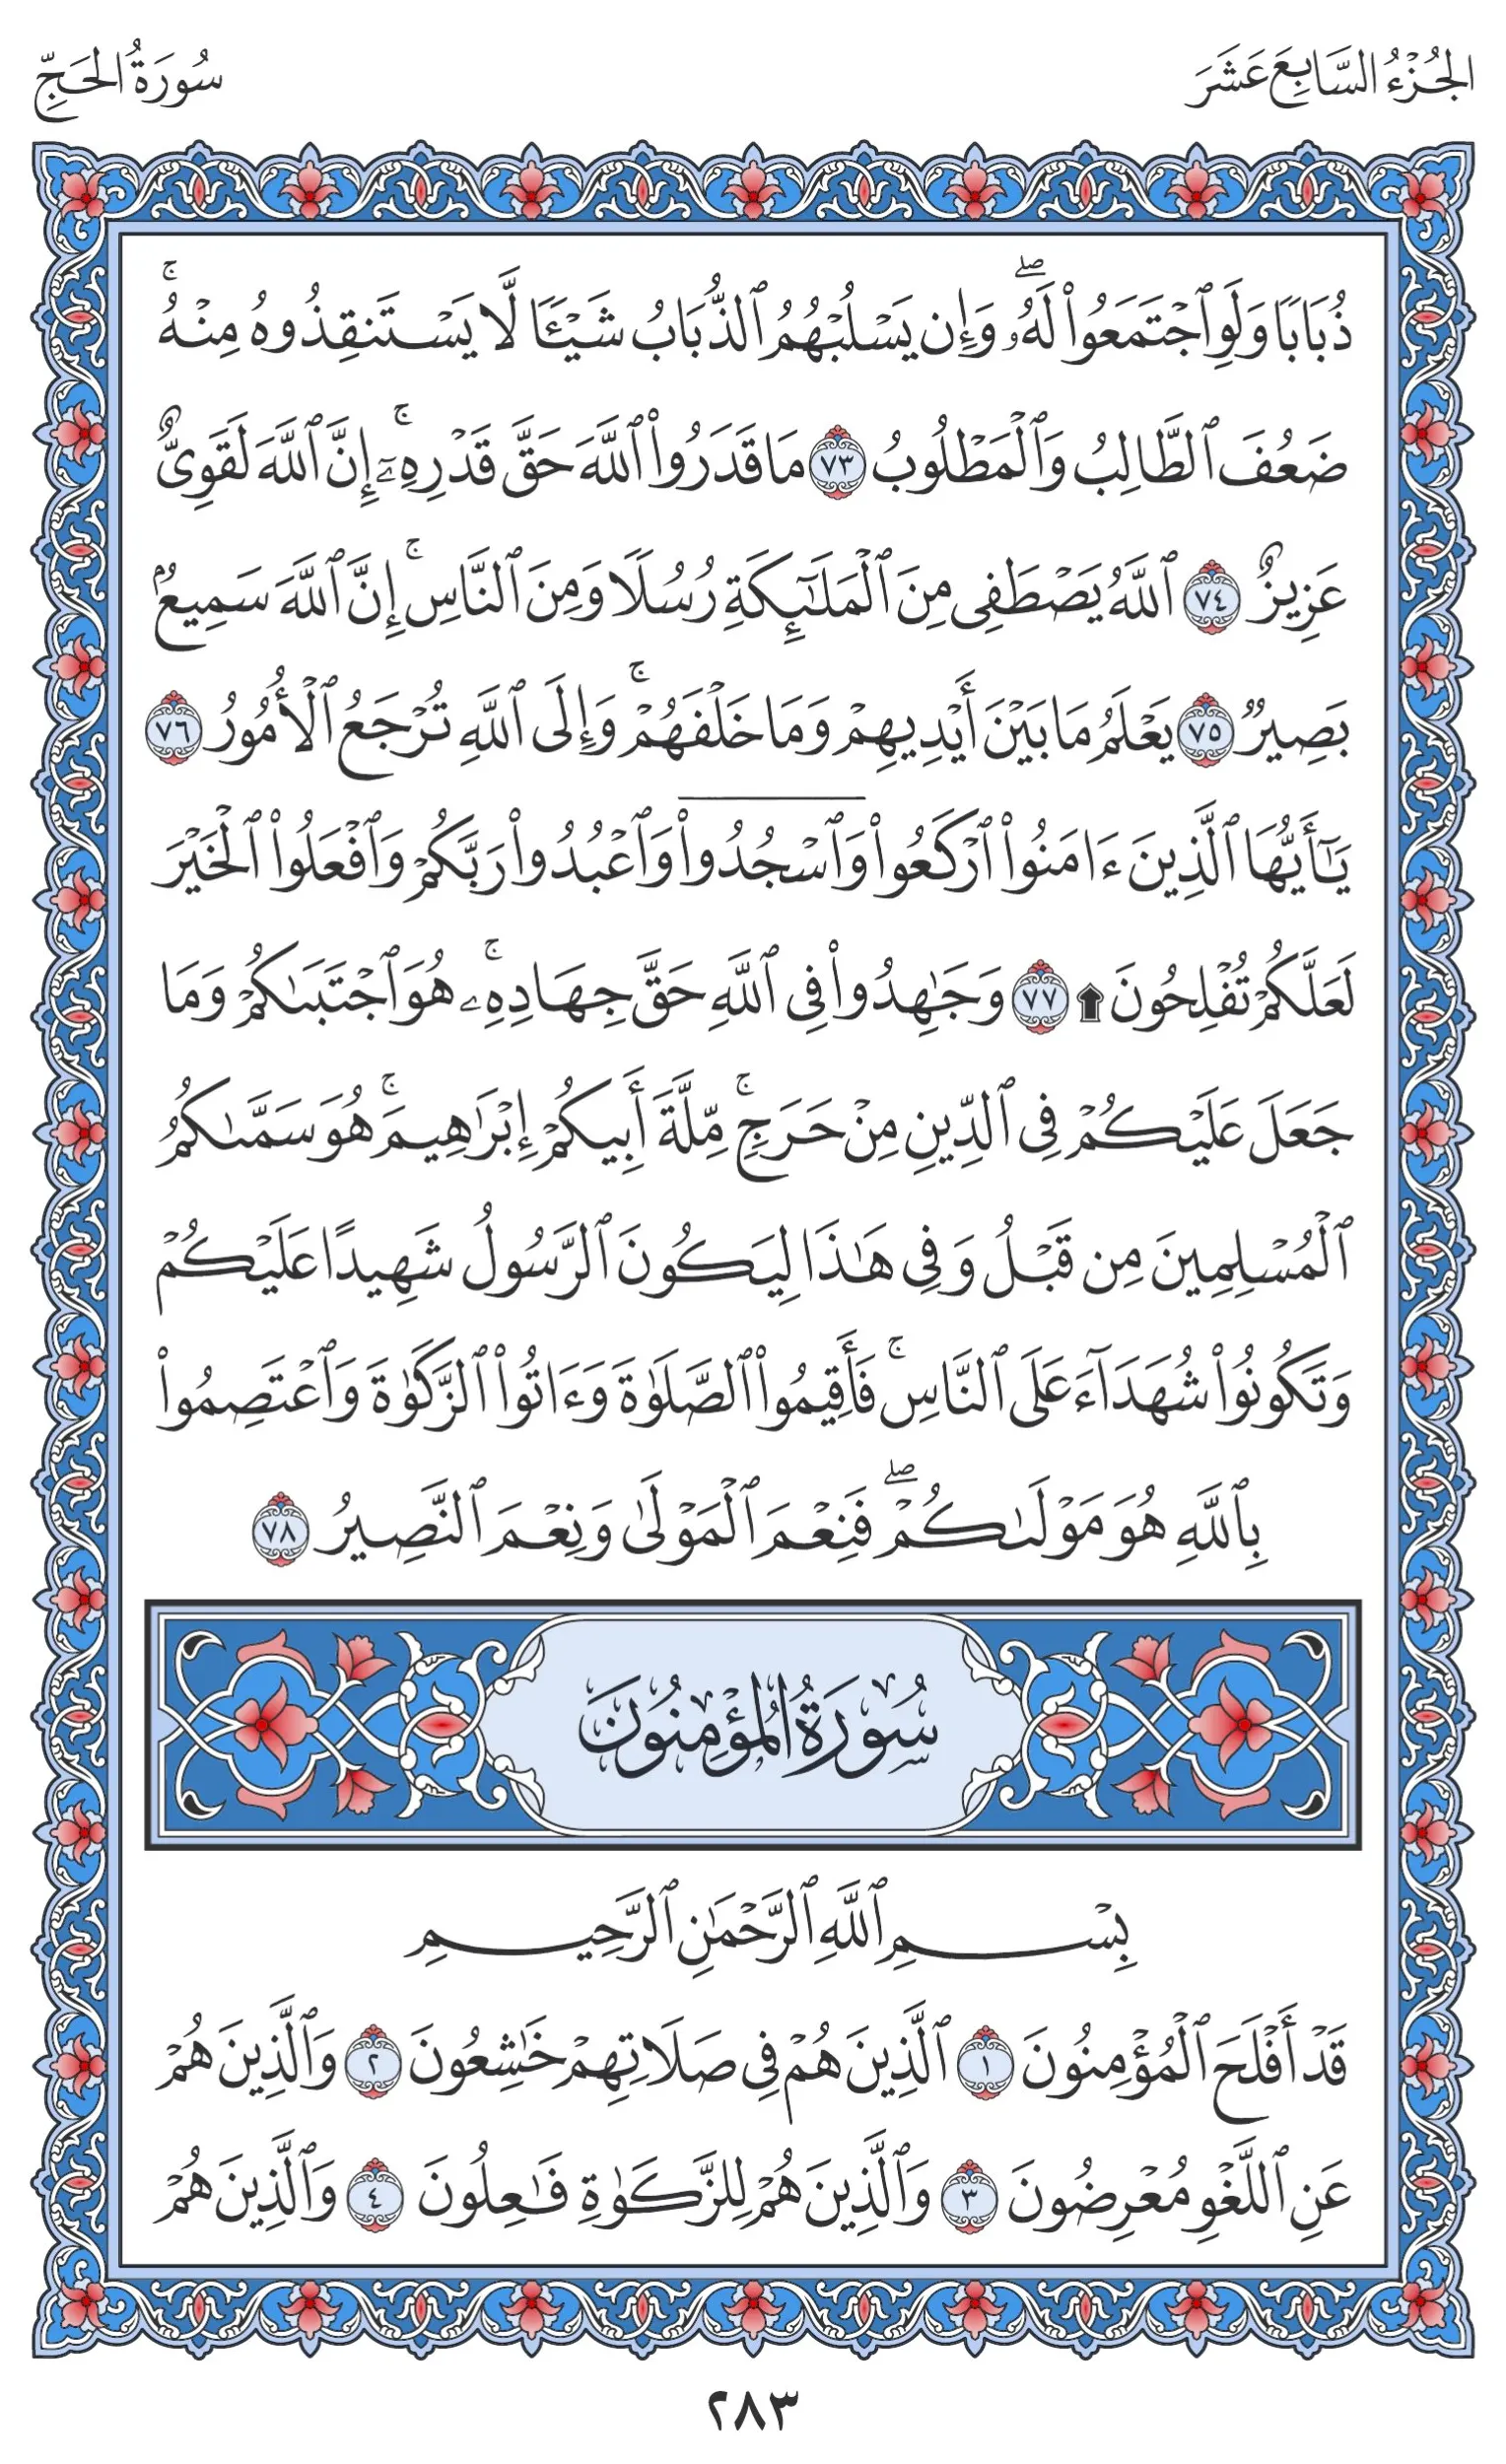 الجُزْءُ السَّابِعَ عَشَرَ
سُورَةُ الحَجِّ
ذُبَابٗا وَلَوِ ٱجۡتَمَعُواْ لَهُۥۖ وَإِن يَسۡلُبۡهُمُ ٱلذُّبَابُ شَيۡـٔٗا لَّا يَسۡتَنقِذُوهُ مِنۡهُۚ
ضَعُفَ ٱلطَّالِبُ وَٱلۡمَطۡلُوبُ ٧٣ مَا قَدَرُواْ ٱللَّهَ حَقَّ قَدۡرِهِۦٓۚ إِنَّ ٱللَّهَ لَقَوِيٌّ
عَزِيزٌ ٧٤ ٱللَّهُ يَصۡطَفِي مِنَ ٱلۡمَلَٰٓئِكَةِ رُسُلٗا وَمِنَ ٱلنَّاسِۚ إِنَّ ٱللَّهَ سَمِيعُۢ
بَصِيرٞ ٧٥ يَعۡلَمُ مَا بَيۡنَ أَيۡدِيهِمۡ وَمَا خَلۡفَهُمۡۚ وَإِلَى ٱللَّهِ تُرۡجَعُ ٱلۡأُمُورُ ٧٦
يَٰٓأَيُّهَا ٱلَّذِينَ ءَامَنُواْ ٱرۡكَعُواْ وَٱسۡجُدُواْ وَٱعۡبُدُواْ رَبَّكُمۡ وَٱفۡعَلُواْ ٱلۡخَيۡرَ
لَعَلَّكُمۡ تُفۡلِحُونَ ٧٧ وَجَٰهِدُواْ فِي ٱللَّهِ حَقَّ جِهَادِهِۦۚ هُوَ ٱجۡتَبَىٰكُمۡ وَمَا
جَعَلَ عَلَيۡكُمۡ فِي ٱلدِّينِ مِنۡ حَرَجٖۚ مِّلَّةَ أَبِيكُمۡ إِبۡرَٰهِيمَۚ هُوَ سَمَّىٰكُمُ
ٱلۡمُسۡلِمِينَ مِن قَبۡلُ وَفِي هَٰذَا لِيَكُونَ ٱلرَّسُولُ شَهِيدًا عَلَيۡكُمۡ
وَتَكُونُواْ شُهَدَآءَ عَلَى ٱلنَّاسِۚ فَأَقِيمُواْ ٱلصَّلَوٰةَ وَءَاتُواْ ٱلزَّكَوٰةَ وَٱعۡتَصِمُواْ
بِٱللَّهِ هُوَ مَوۡلَىٰكُمۡۖ فَنِعۡمَ ٱلۡمَوۡلَىٰ وَنِعۡمَ ٱلنَّصِيرُ ٧٨
سُورَةُ المُؤْمِنُونَ
بِسۡمِ ٱللَّهِ ٱلرَّحۡمَٰنِ ٱلرَّحِيمِ
قَدۡ أَفۡلَحَ ٱلۡمُؤۡمِنُونَ ١ ٱلَّذِينَ هُمۡ فِي صَلَاتِهِمۡ خَٰشِعُونَ ٢ وَٱلَّذِينَ هُمۡ
عَنِ ٱللَّغۡوِ مُعۡرِضُونَ ٣ وَٱلَّذِينَ هُمۡ لِلزَّكَوٰةِ فَٰعِلُونَ ٤ وَٱلَّذِينَ هُمۡ
٢٨٣